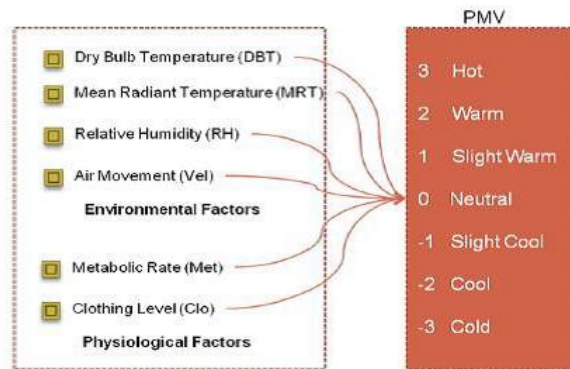 PMV
Dry Bulb Temperature (DBT)
Mean Radiant Temperature (MRT)
Relative Humidity (RH)
Air Movement (Vel)
Environmental Factors
Metabolic Rate (Met)
Clothing Level (Clo)
Physiological Factors
3 Hot
2 Warm
1 Slight Warm
0 Neutral
-1 Slight Cool
-2 Cool
-3 Cold